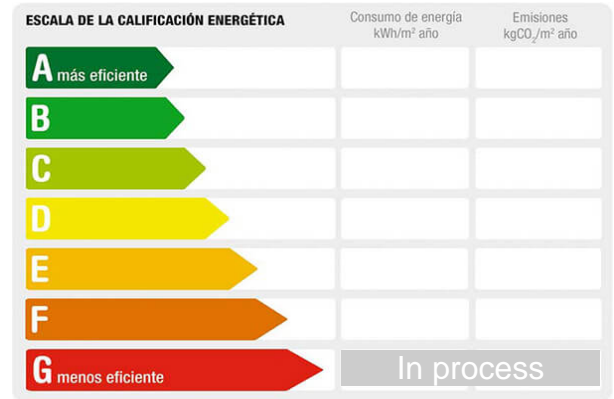 ESCALA DE LA CALIFICACIÓN ENERGÉTICA
Consumo de energía
kWh/m² año
Emisiones
kgCO₂/m² año
A más eficiente
B
C
D
E
F
G menos eficiente
In process